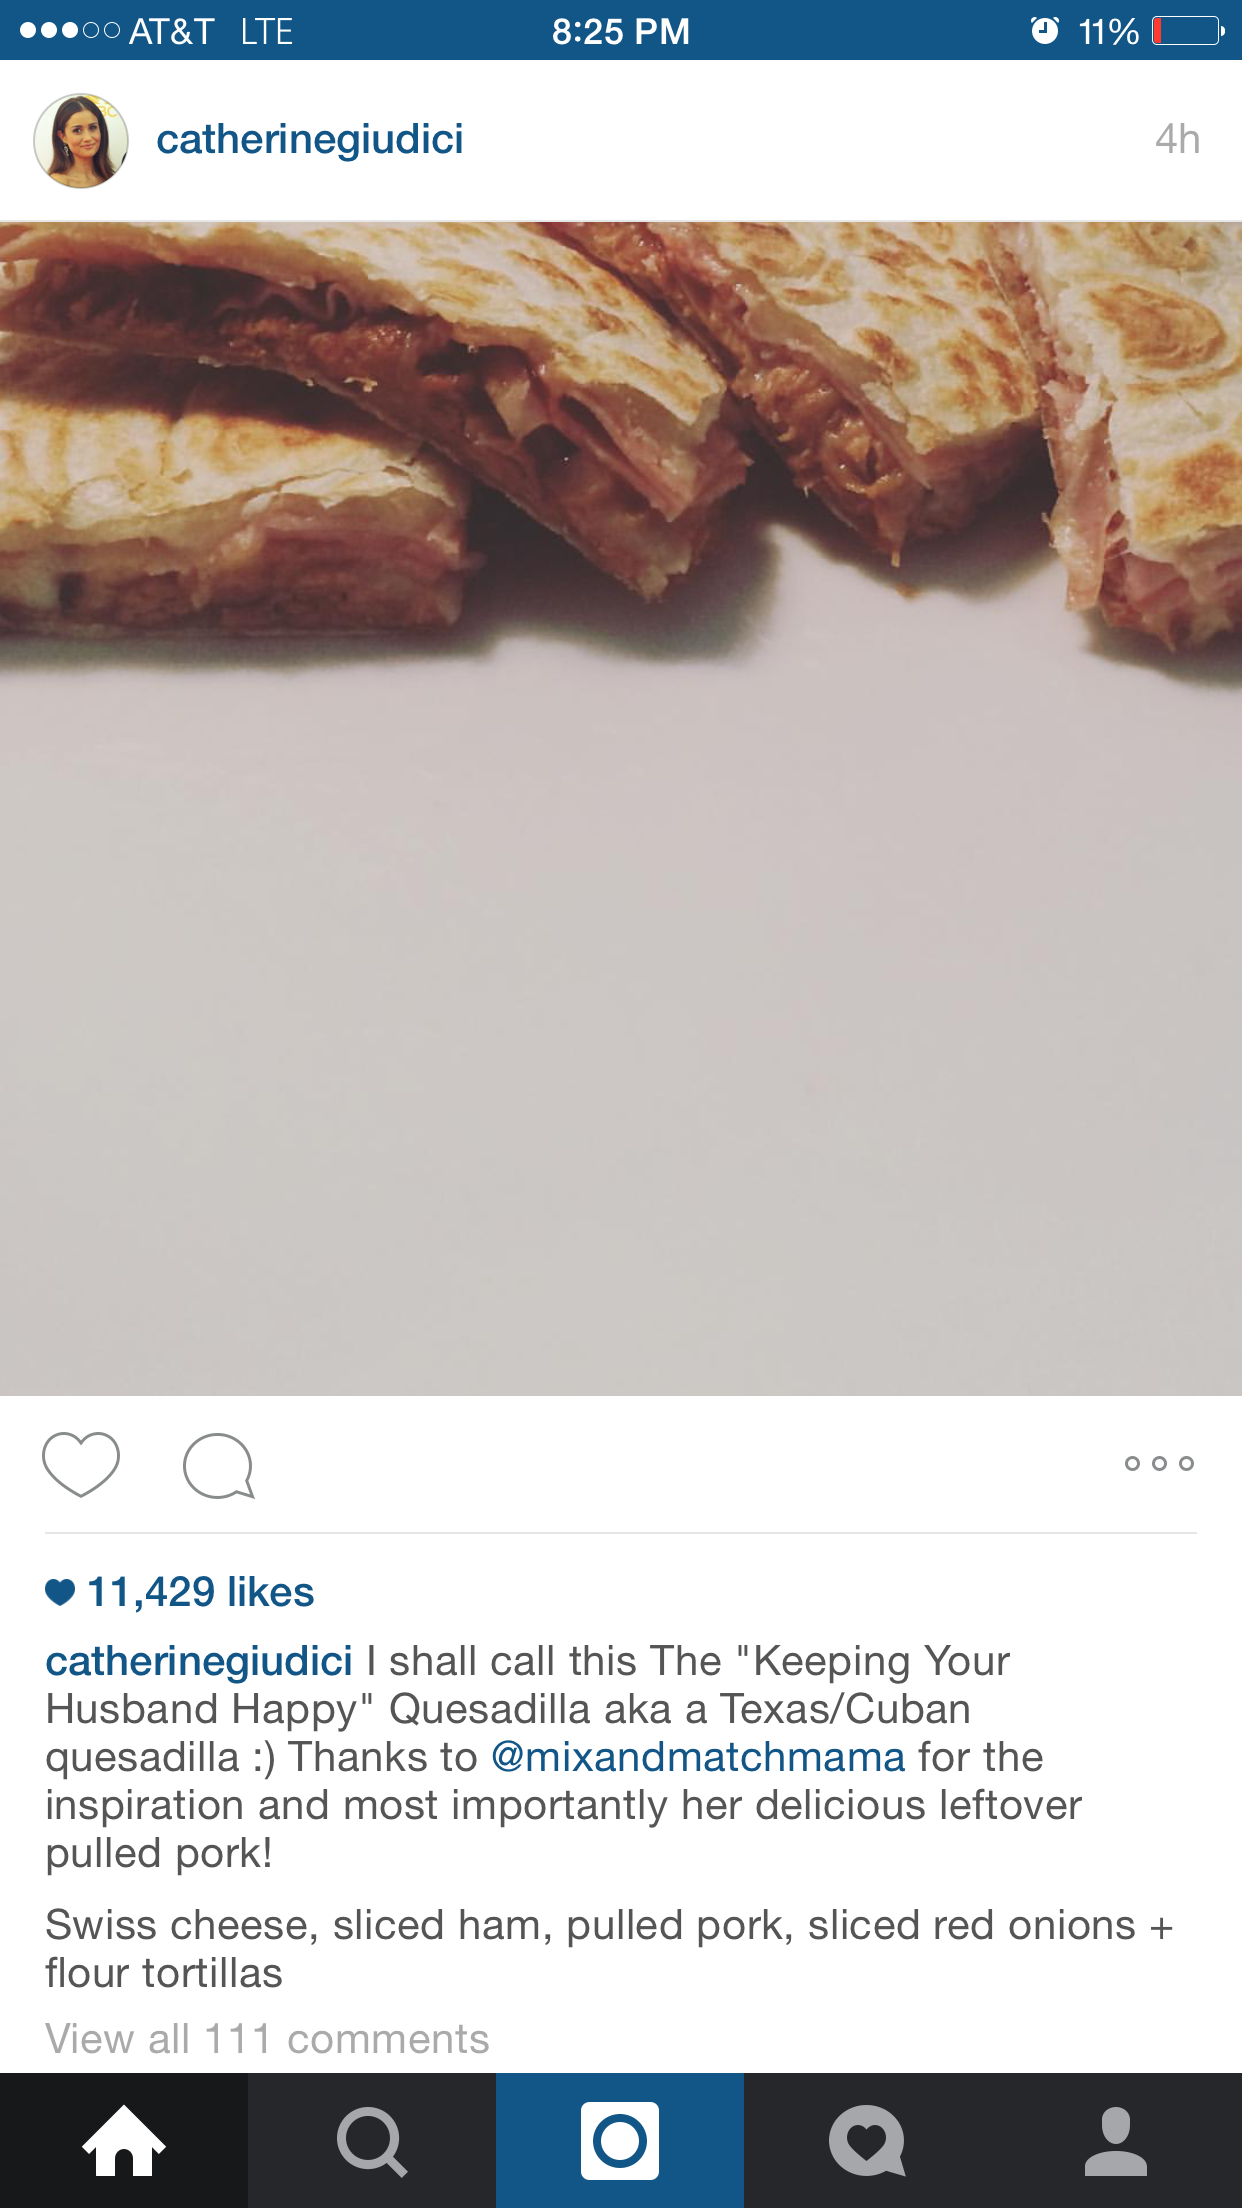 AT&T LTE 8:25 PM 11%
catherinegiudici 4h
11,429 likes
catherinegiudici I shall call this The "Keeping Your
Husband Happy" Quesadilla aka a Texas/Cuban
quesadilla :) Thanks to @mixandmatchmama for the
inspiration and most importantly her delicious leftover
pulled pork!
Swiss cheese, sliced ham, pulled pork, sliced red onions +
flour tortillas
View all 111 comments